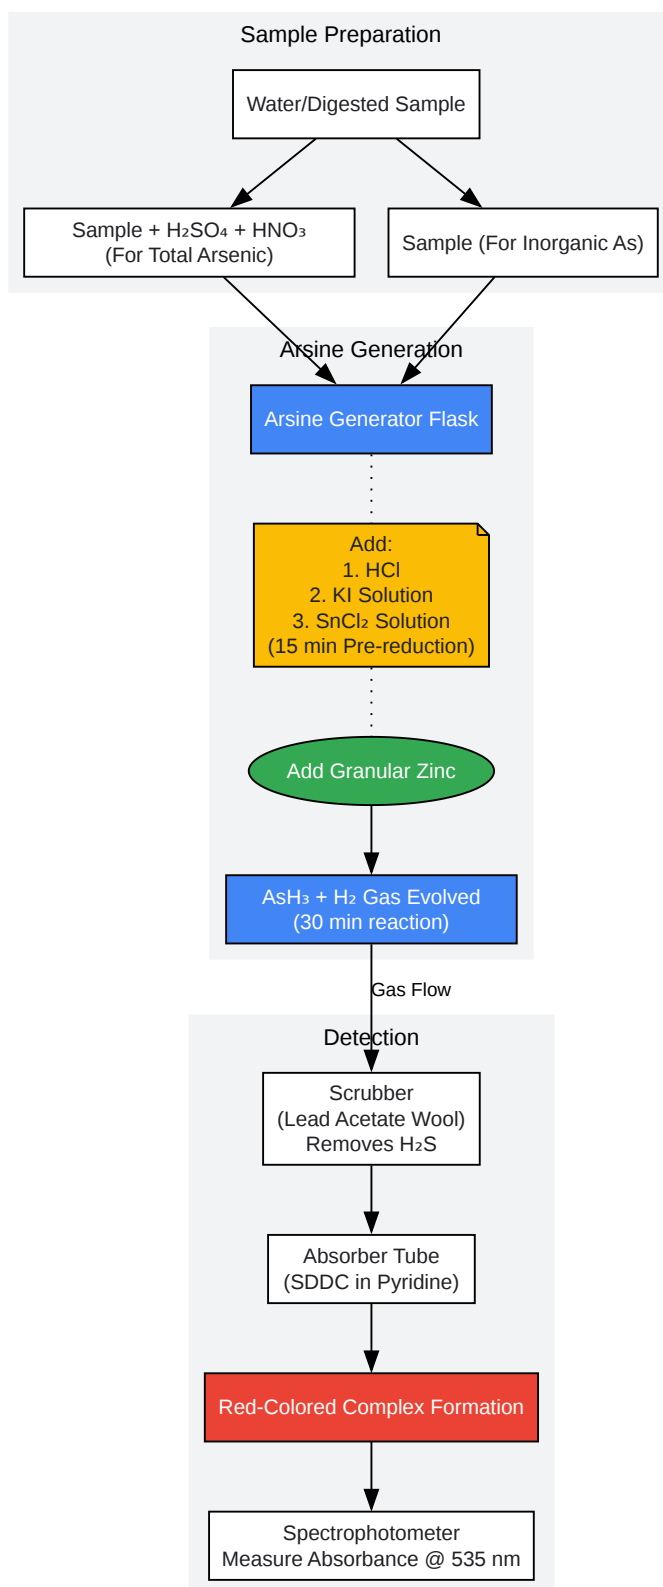 Sample Preparation
Water/Digested Sample
Sample + H₂SO₄ + HNO₃
(For Total Arsenic)
Sample (For Inorganic As)
Arsine Generation
Arsine Generator Flask
Add:
1. HCl
2. KI Solution
3. SnCl₂ Solution
(15 min Pre-reduction)
Add Granular Zinc
AsH₃ + H₂ Gas Evolved
(30 min reaction)
Gas Flow
Detection
Scrubber
(Lead Acetate Wool)
Removes H₂S
Absorber Tube
(SDDC in Pyridine)
Red-Colored Complex Formation
Spectrophotometer
Measure Absorbance @ 535 nm